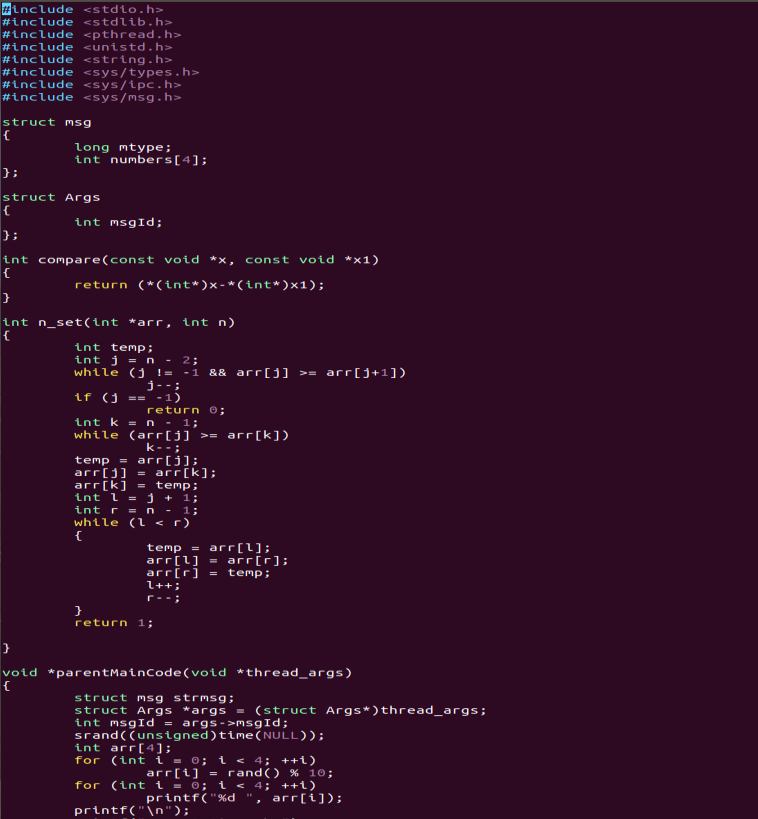 #include <stdio.h>
#include <stdlib.h>
#include <pthread.h>
#include <unistd.h>
#include <string.h>
#include <sys/types.h>
#include <sys/ipc.h>
#include <sys/msg.h>

struct msg
{
        long mtype;
        int numbers[4];
};

struct Args
{
        int msgId;
};

int compare(const void *x, const void *x1)
{
        return (*(int*)x-*(int*)x1);
}

int n_set(int *arr, int n)
{
        int temp;
        int j = n - 2;
        while (j != -1 && arr[j] >= arr[j+1])
                j--;
        if (j == -1)
                return 0;
        int k = n - 1;
        while (arr[j] >= arr[k])
                k--;
        temp = arr[j];
        arr[j] = arr[k];
        arr[k] = temp;
        int l = j + 1;
        int r = n - 1;
        while (l < r)
        {
                temp = arr[l];
                arr[l] = arr[r];
                arr[r] = temp;
                l++;
                r--;
        }
        return 1;

}

void *parentMainCode(void *thread_args)
{
        struct msg strmsg;
        struct Args *args = (struct Args*)thread_args;
        int msgId = args->msgId;
        srand((unsigned)time(NULL));
        int arr[4];
        for (int i = 0; i < 4; ++i)
                arr[i] = rand() % 10;
        for (int i = 0; i < 4; ++i)
                printf("%d ", arr[i]);
        printf("\n");